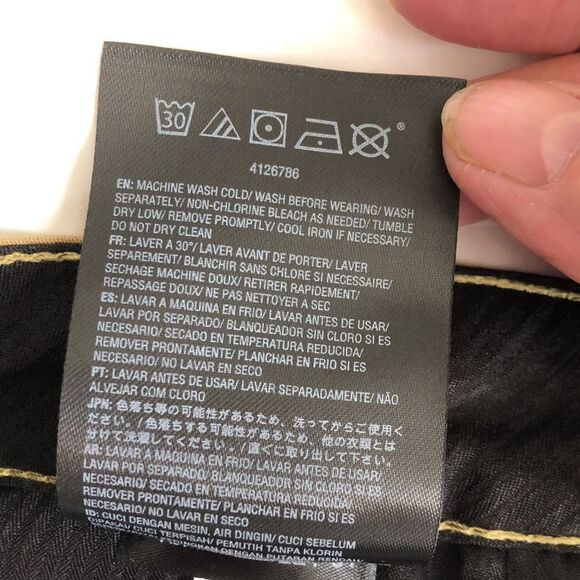 30
®
4126786
EN: MACHINE WASH COLD/ WASH BEFORE WEARING/ WASH
SEPARATELY/ NON-CHLORINE BLEACH AS NEEDED/ TUMBLE
DRY LOW/ REMOVE PROMPTLY/ COOL IRON IF NECESSARY/
DO NOT DRY CLEAN
FR: LAVER A 30°/ LAVER AVANT DE PORTER/ LAVER
SEPAREMENT/ BLANCHIR SANS CHLORE SI NECESSAIRE/
SECHAGE MACHINE DOUX/ RETIRER RAPIDEMENT/
REPASSAGE DOUX/ NE PAS NETTOYER A SEC
ES: LAVAR A MAQUINA EN FRIO/ LAVAR ANTES DE USAR/
LAVAR POR SEPARADO/ BLANQUEADOR SIN CLORO SI ES
NECESARIO/ SECADO EN TEMPERATURA REDUCIDA/
REMOVER PRONTAMENTE/ PLANCHAR EN FRIO SI ES
NECESARIO/ NO LAVAR EN SECO
PT: LAVAR ANTES DE USAR/ LAVAR SEPARADAMENTE/ NÃO
ALVEJAR COM CLORO
JPN: 色落ち等の可能性があるため、洗ってからご使用く
ださい。/色落ちする可能性があるため、他の衣類とは
分けて洗濯して下さい。/直ぐに取り出して下さい。
AR: LAVAR A MAQUINA EN FRIO/ LAVAR ANTES DE USAR/
LAVAR POR SEPARADO/ BLANQUEADOR SIN CLORO SI ES
NECESARIO/ SECADO EN TEMPERATURA REDUCIDA/
REMOVER PRONTAMENTE/ PLANCHAR EN FRIO SI ES
NECESARIO/ NO LAVAR EN SECO
ID: CUCI DENGAN MESIN, AIR DINGIN/ CUCI SEBELUM
DIPAKAI/ CUCI TERPISAH/ PEMUTIH TANPA KLORIN
DENGAN PUTARAN RENDAH